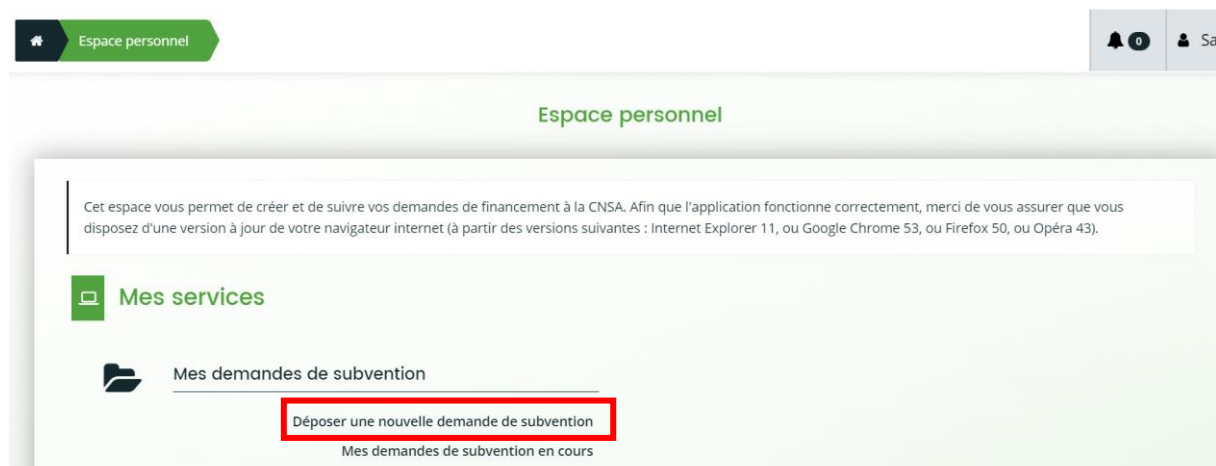 Espace personnel
0
Sa
Espace personnel
Cet espace vous permet de créer et de suivre vos demandes de financement à la CNSA. Afin que l'application fonctionne correctement, merci de vous assurer que vous
disposez d'une version à jour de votre navigateur internet (à partir des versions suivantes : Internet Explorer 11, ou Google Chrome 53, ou Firefox 50, ou Opéra 43).
Mes services
Mes demandes de subvention
Déposer une nouvelle demande de subvention
Mes demandes de subvention en cours